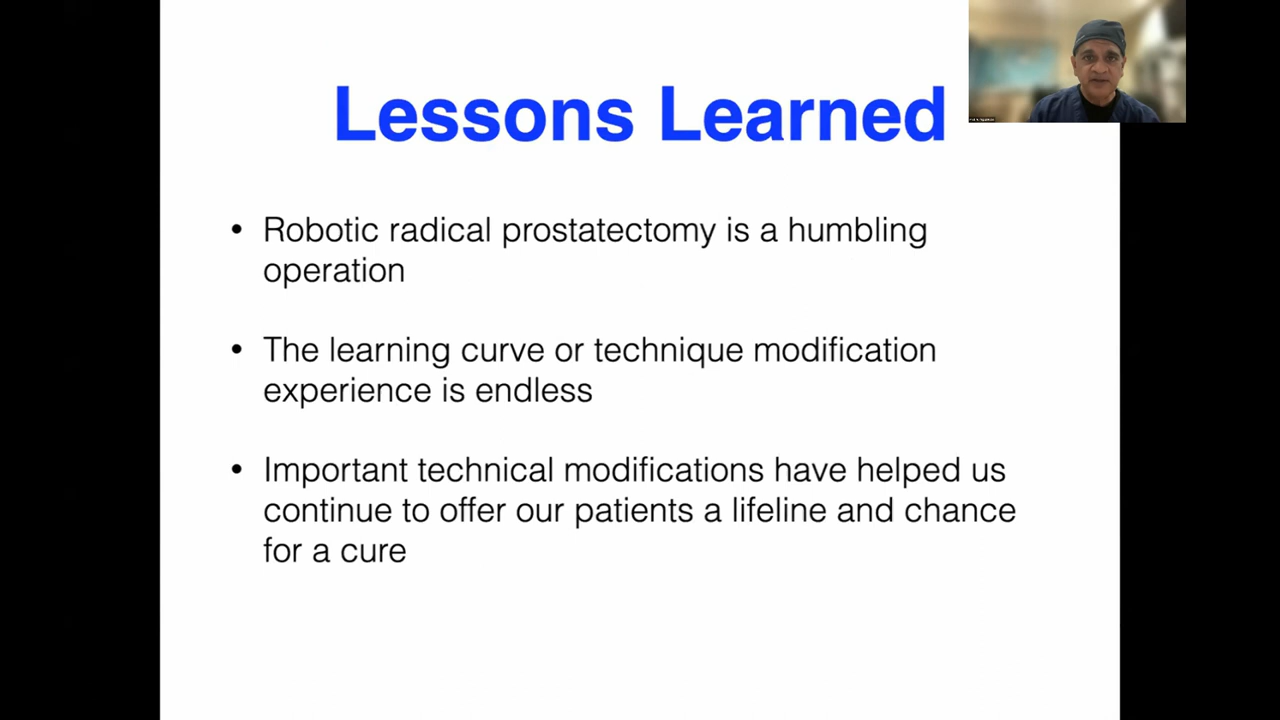 Lessons Learned
• Robotic radical prostatectomy is a humbling
operation
• The learning curve or technique modification
experience is endless
• Important technical modifications have helped us
continue to offer our patients a lifeline and chance
for a cure